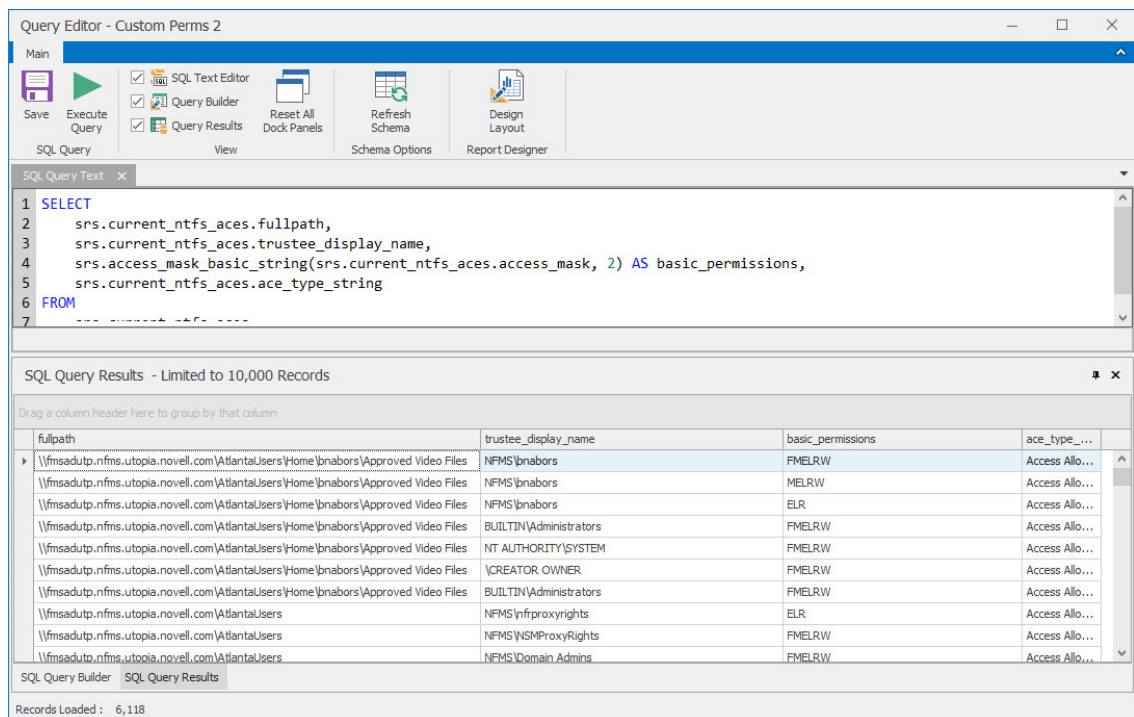 Query Editor - Custom Perms 2
Main
Save
Execute Query
SQL Text Editor
Query Builder
Query Results
Reset All Dock Panels
Refresh Schema
Design Layout
SQL Query
View
Schema Options
Report Designer
SQL Query Text
1 SELECT
2 srs.current_ntfs_aces.fullpath,
3 srs.current_ntfs_aces.trustee_display_name,
4 srs.access_mask_basic_string(srs.current_ntfs_aces.access_mask, 2) AS basic_permissions,
5 srs.current_ntfs_aces.ace_type_string
6 FROM
7
SQL Query Results - Limited to 10,000 Records
Drag a column header here to group by that column
fullpath trustee_display_name basic_permissions ace_type_...
\\fmsadutp.nfms.utopia.novell.com\AtlantaUsers\Home\bnabors\Approved Video Files NFMS\bnabors FMELRW Access Allo...
\\fmsadutp.nfms.utopia.novell.com\AtlantaUsers\Home\bnabors\Approved Video Files NFMS\bnabors MELRW Access Allo...
\\fmsadutp.nfms.utopia.novell.com\AtlantaUsers\Home\bnabors\Approved Video Files NFMS\bnabors ELR Access Allo...
\\fmsadutp.nfms.utopia.novell.com\AtlantaUsers\Home\bnabors\Approved Video Files BUILTIN\Administrators FMELRW Access Allo...
\\fmsadutp.nfms.utopia.novell.com\AtlantaUsers\Home\bnabors\Approved Video Files NT AUTHORITY\SYSTEM FMELRW Access Allo...
\\fmsadutp.nfms.utopia.novell.com\AtlantaUsers\Home\bnabors\Approved Video Files \CREATOR OWNER FMELRW Access Allo...
\\fmsadutp.nfms.utopia.novell.com\AtlantaUsers\Home\bnabors\Approved Video Files BUILTIN\Administrators FMELRW Access Allo...
\\fmsadutp.nfms.utopia.novell.com\AtlantaUsers NFMS\nfrproxyrights ELR Access Allo...
\\fmsadutp.nfms.utopia.novell.com\AtlantaUsers NFMS\NSMProxyRights FMELRW Access Allo...
\\fmsadutp.nfms.utopia.novell.com\AtlantaUsers NFMS\Domain Admins FMELRW Access Allo...
SQL Query Builder SQL Query Results
Records Loaded : 6,118